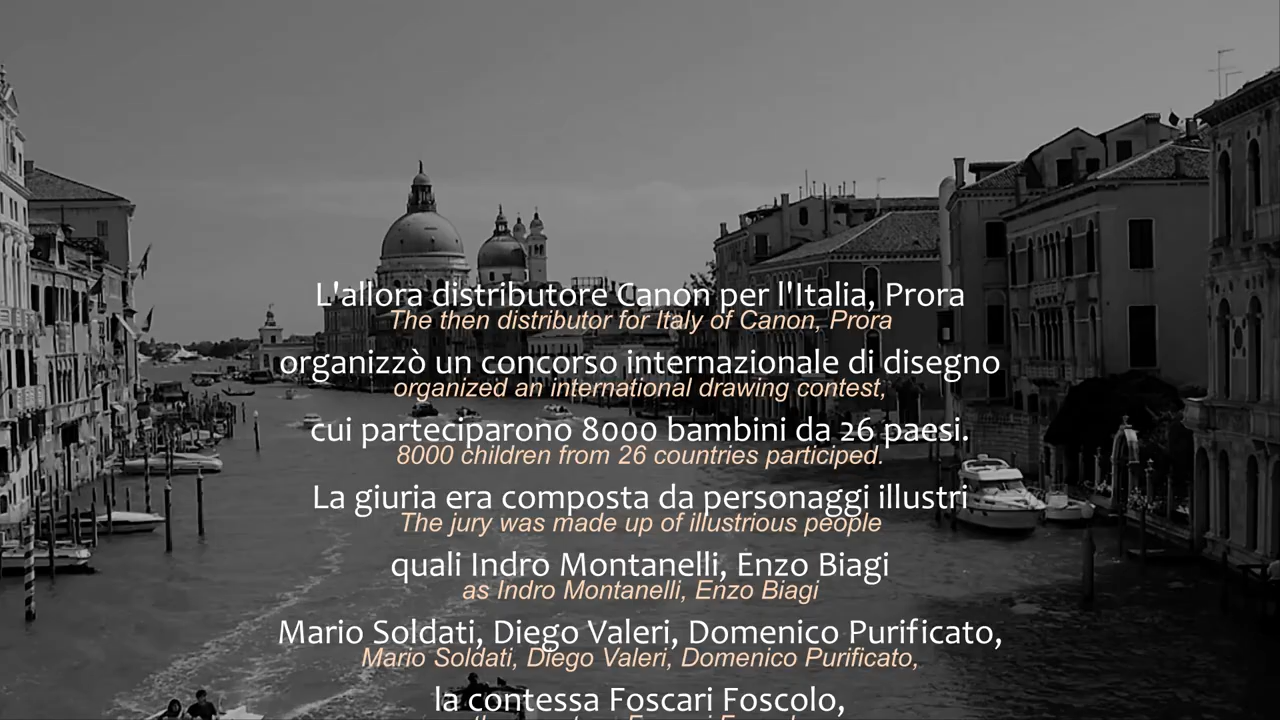 L'allora distributore Canon per l'Italia, Prora
The then distributor for Italy of Canon, Prora
organizzò un concorso internazionale di disegno
organized an international drawing contest,
cui parteciparono 8000 bambini da 26 paesi.
8000 children from 26 countries participed.
La giuria era composta da personaggi illustri
The jury was made up of illustrious people
quali Indro Montanelli, Enzo Biagi
as Indro Montanelli, Enzo Biagi
Mario Soldati, Diego Valeri, Domenico Purificato,
Mario Soldati, Diego Valeri, Domenico Purificato,
la contessa Foscari Foscolo,